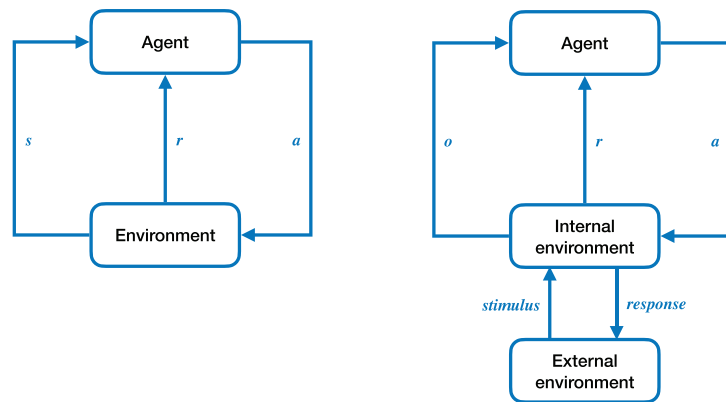 Agent
s
r
a
Environment
Agent
o
r
a
Internal
environment
stimulus
response
External
environment